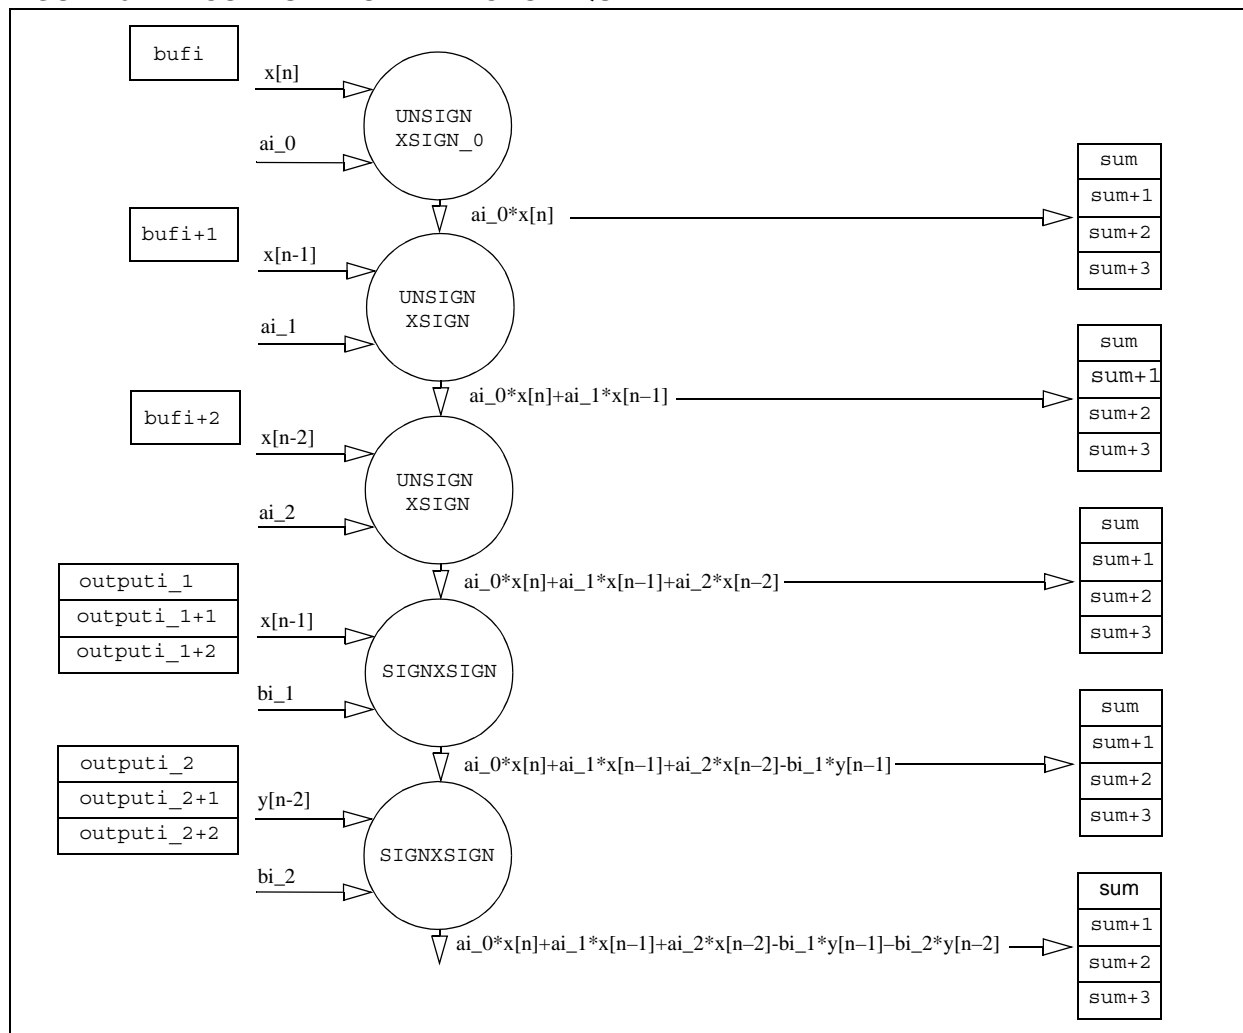 bufi
x[n]
UNSIGN
XSIGN_0
ai_0
sum
sum+1
sum+2
sum+3
ai_0*x[n]
bufi+1
x[n-1]
UNSIGN
XSIGN
ai_1
sum
sum+1
sum+2
sum+3
ai_0*x[n]+ai_1*x[n–1]
bufi+2
x[n-2]
UNSIGN
XSIGN
ai_2
sum
sum+1
sum+2
sum+3
ai_0*x[n]+ai_1*x[n–1]+ai_2*x[n–2]
outputi_1
outputi_1+1
outputi_1+2
x[n-1]
SIGNXSIGN
bi_1
sum
sum+1
sum+2
sum+3
ai_0*x[n]+ai_1*x[n–1]+ai_2*x[n–2]-bi_1*y[n–1]
outputi_2
outputi_2+1
outputi_2+2
y[n-2]
SIGNXSIGN
bi_2
sum
sum+1
sum+2
sum+3
ai_0*x[n]+ai_1*x[n–1]+ai_2*x[n–2]-bi_1*y[n–1]–bi_2*y[n–2]